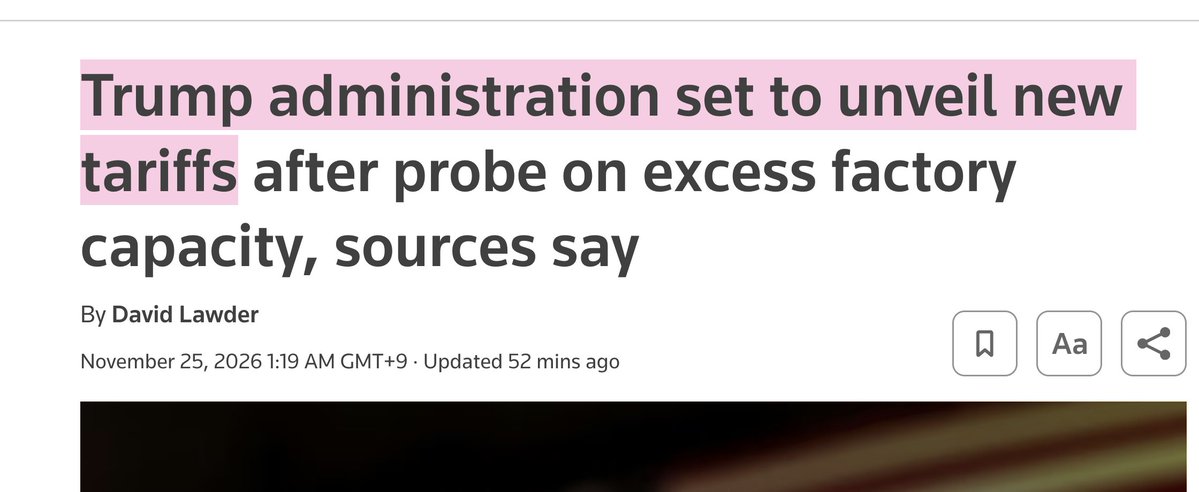 Trump administration set to unveil new
tariffs after probe on excess factory
capacity, sources say
By David Lawder
November 25, 2026 1:19 AM GMT+9 · Updated 52 mins ago
Aa